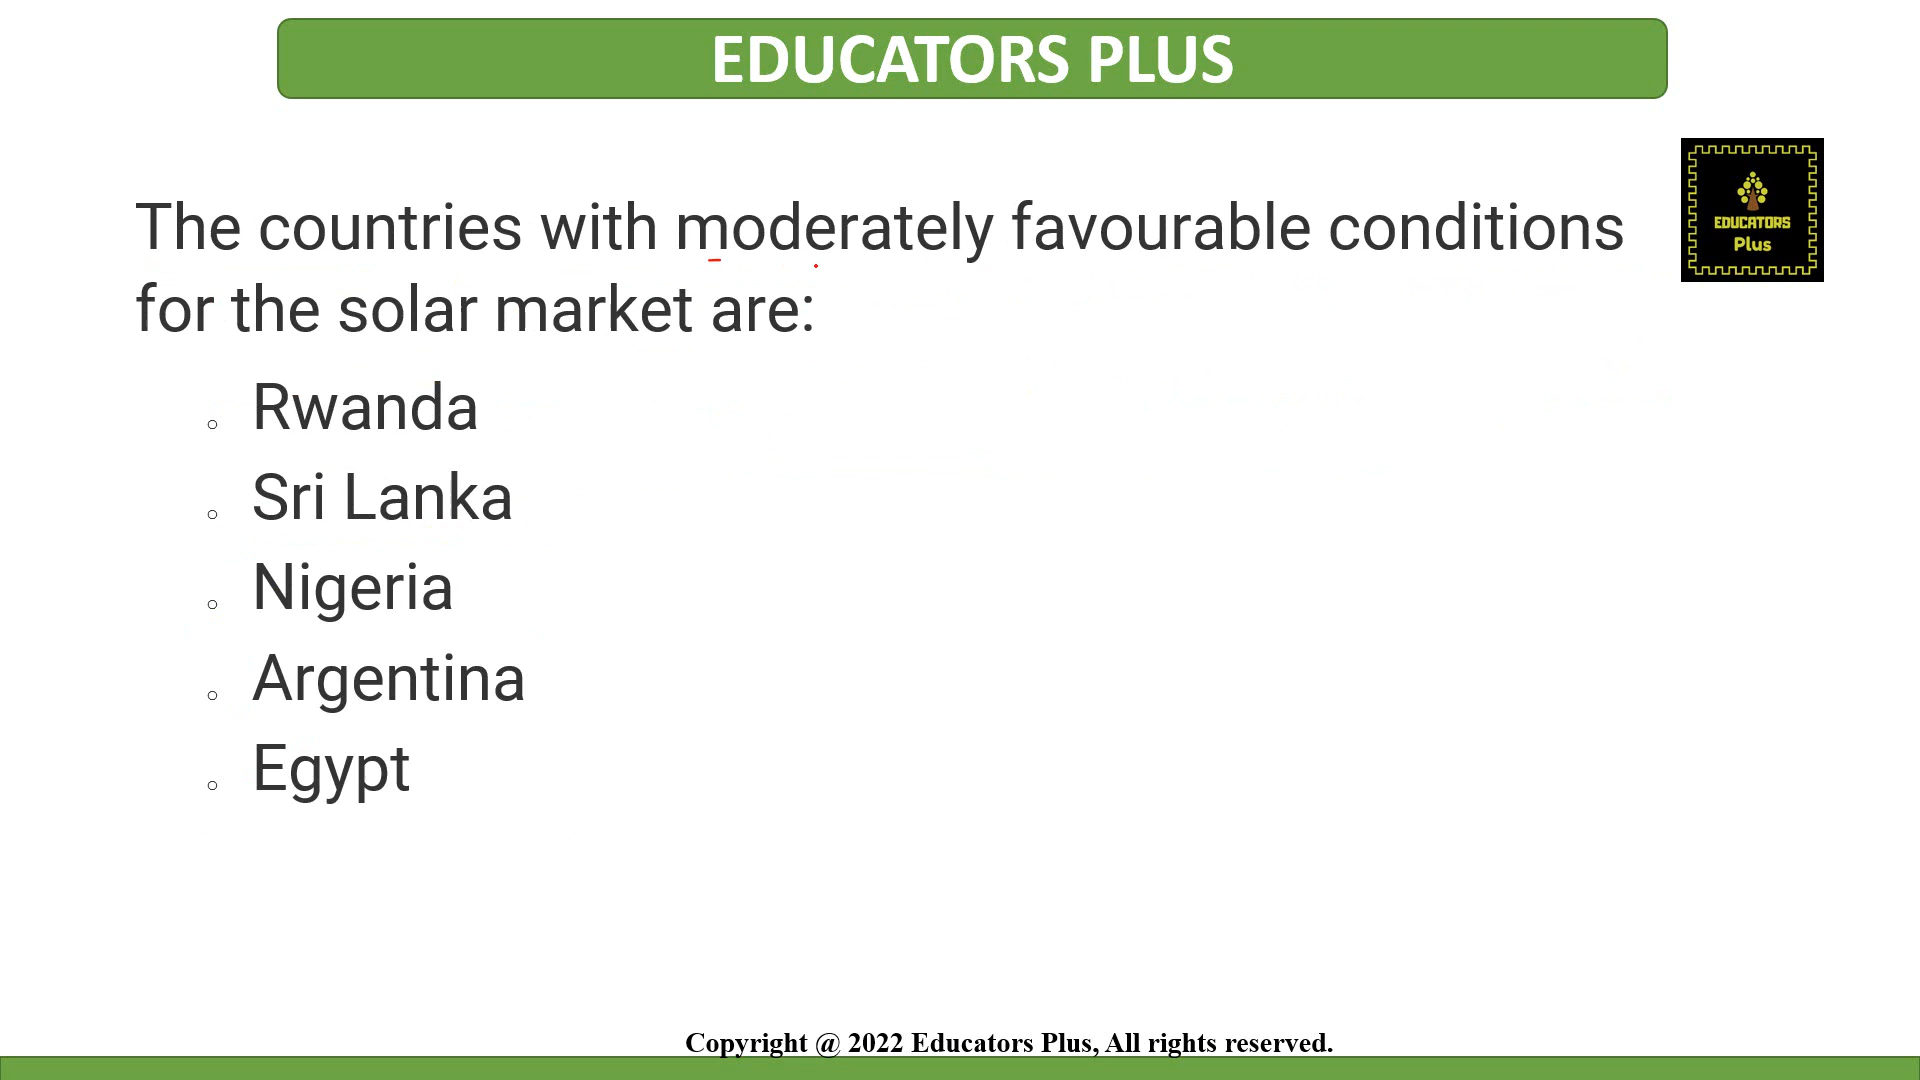 EDUCATORS PLUS
EDUCATORS
Plus
The countries with moderately favourable conditions
for the solar market are:
Rwanda
Sri Lanka
Nigeria
Argentina
Egypt
Copyright @ 2022 Educators Plus, All rights reserved.